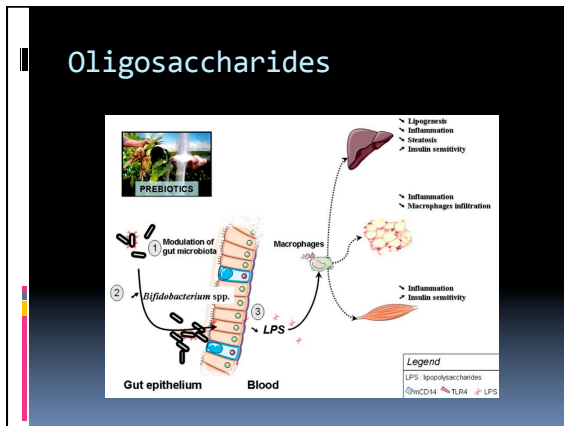 Oligosaccharides
PREBIOTICS
1 Modulation of
gut microbiota
2 ↗ Bifidobacterium spp.
3
↘ LPS
Macrophages
↘ Lipogenesis
↘ Inflammation
↘ Steatosis
↗ Insulin sensitivity
↘ Inflammation
↘ Macrophages infiltration
↘ Inflammation
↗ Insulin sensitivity
Gut epithelium Blood
Legend
LPS : lipopolysaccharides
mCD14 TLR4 LPS